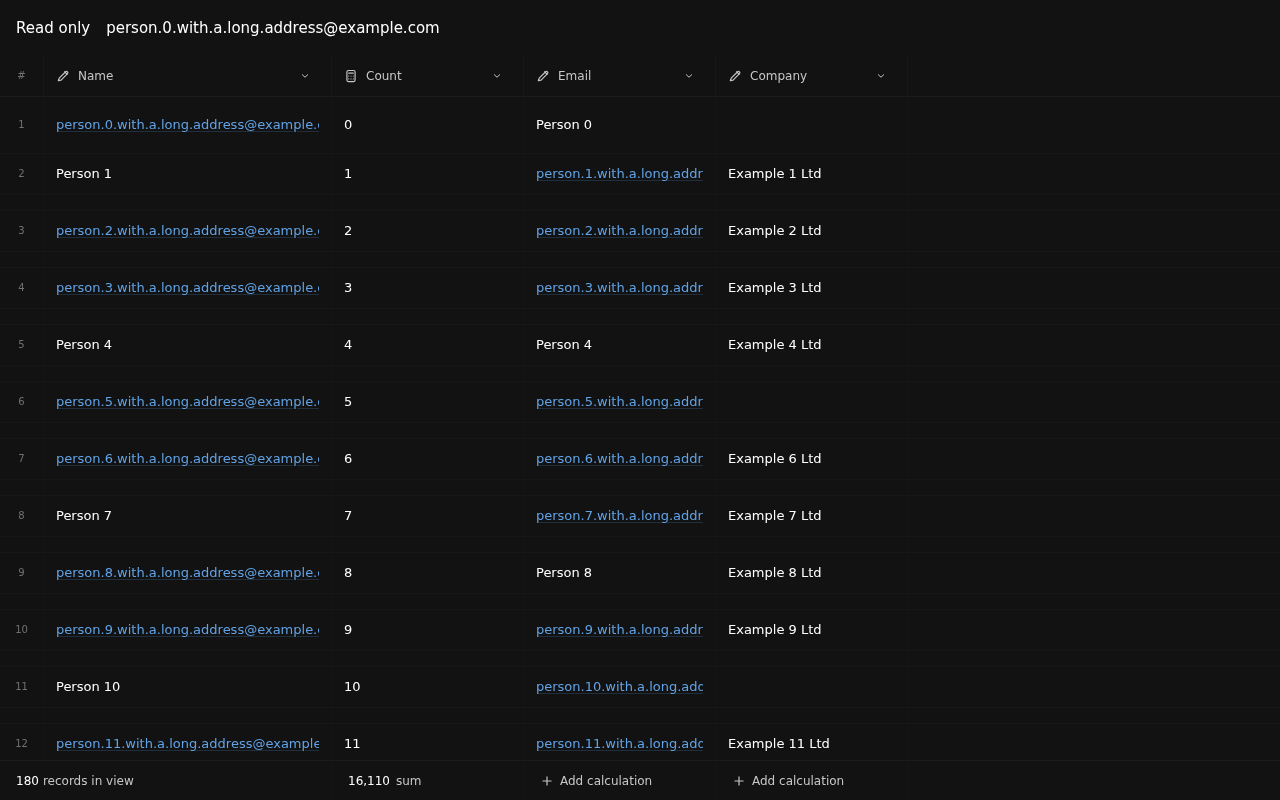 Read only person.0.with.a.long.address@example.com
# Name Count Email Company
1 person.0.with.a.long.address@example. 0 Person 0
2 Person 1 1 person.1.with.a.long.addr Example 1 Ltd
3 person.2.with.a.long.address@example. 2 person.2.with.a.long.addr Example 2 Ltd
4 person.3.with.a.long.address@example. 3 person.3.with.a.long.addr Example 3 Ltd
5 Person 4 4 Person 4 Example 4 Ltd
6 person.5.with.a.long.address@example. 5 person.5.with.a.long.addr
7 person.6.with.a.long.address@example. 6 person.6.with.a.long.addr Example 6 Ltd
8 Person 7 7 person.7.with.a.long.addr Example 7 Ltd
9 person.8.with.a.long.address@example. 8 Person 8 Example 8 Ltd
10 person.9.with.a.long.address@example. 9 person.9.with.a.long.addr Example 9 Ltd
11 Person 10 10 person.10.with.a.long.add
12 person.11.with.a.long.address@example 11 person.11.with.a.long.add Example 11 Ltd
180 records in view 16,110 sum Add calculation Add calculation